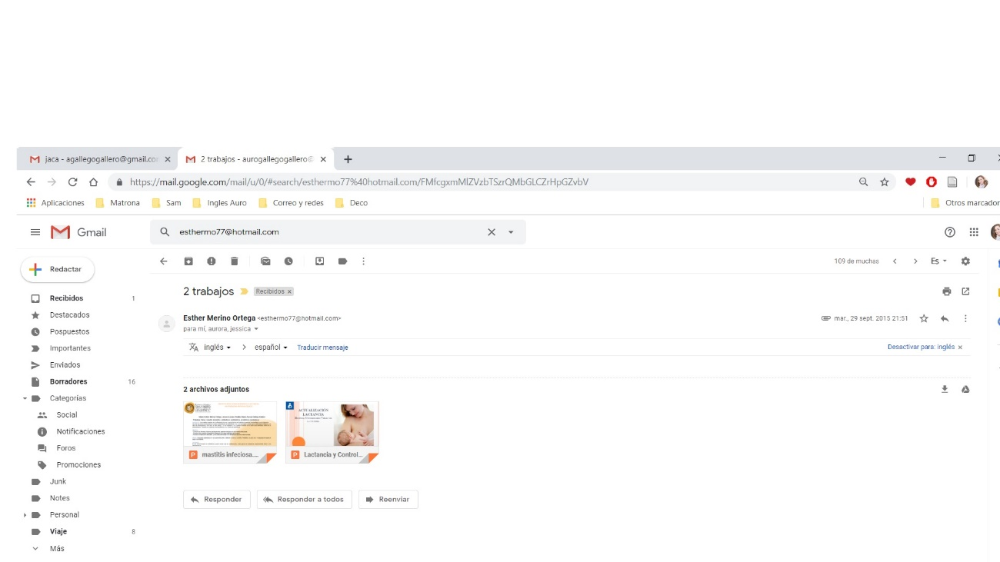 jaca - agallegogallero@gmail.co
2 trabajos - aurogallegogallero@
https://mail.google.com/mail/u/0/#search/esthermo77%40hotmail.com/FMfcgxmMlZVzbTSzrQMbGLCZrHpGZvbV
Aplicaciones Matrona Sam Ingles Auro Correo y redes Deco Otros marcador
Gmail
esthermo77@hotmail.com
Redactar
109 de muchas
Es
2 trabajos
Recibidos x
Recibidos 1
Destacados
Pospuestos
Importantes
Enviados
Borradores 16
Categorías
Social
Notificaciones
Foros
Promociones
Junk
Notes
Personal
Viaje 8
Más
Esther Merino Ortega <esthermo77@hotmail.com>
mar., 29 sept. 2015 21:51
para mí, aurora, jessica
inglés > español Traducir mensaje
Desactivar para: inglés x
2 archivos adjuntos
ACTUALIZACIÓN
LACTANCIA
P mastitis infeciosa....
P Lactancia y Control...
Responder
Responder a todos
Reenviar